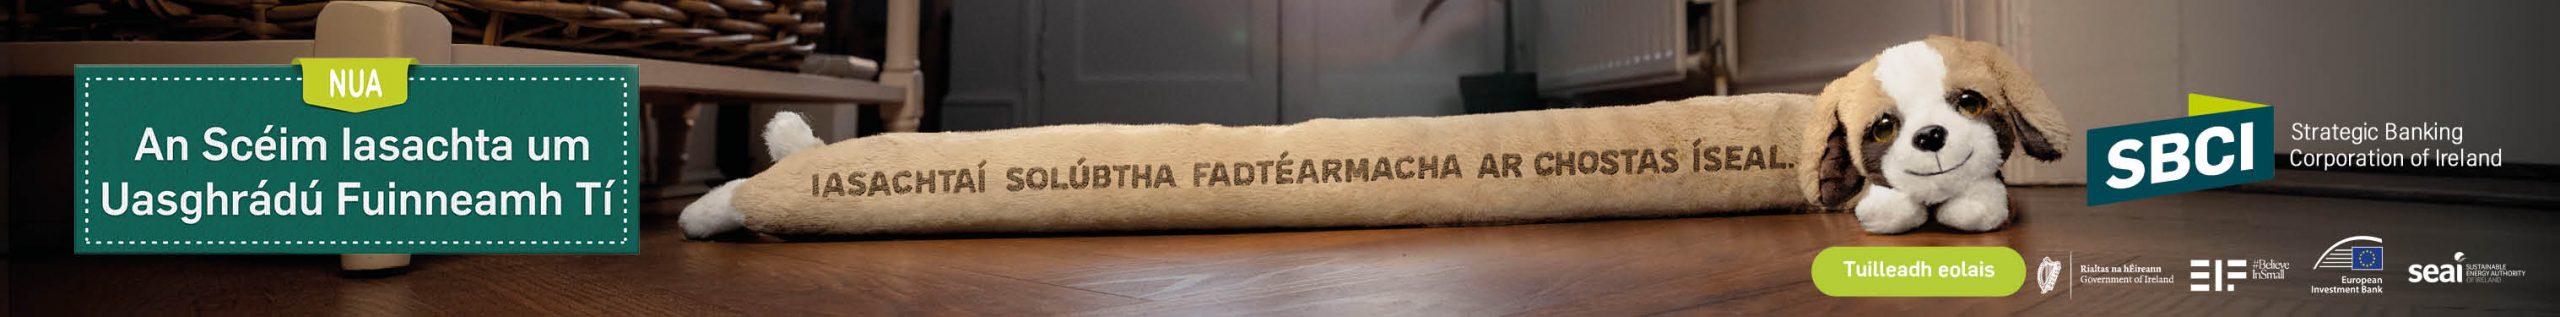 NUA
An Scéim Iasachta um
Uasghrádú Fuinneamh Tí
IASACHTAÍ SOLÚBTHA FADTÉARMACHA AR CHOSTAS ÍSEAL.
SBCI
Strategic Banking
Corporation of Ireland
Tuilleadh eolais
Rialtas na hÉireann
Government of Ireland
EIF
#Believe
InSmall
European
Investment Bank
seai
SUSTAINABLE
ENERGY AUTHORITY
OF IRELAND